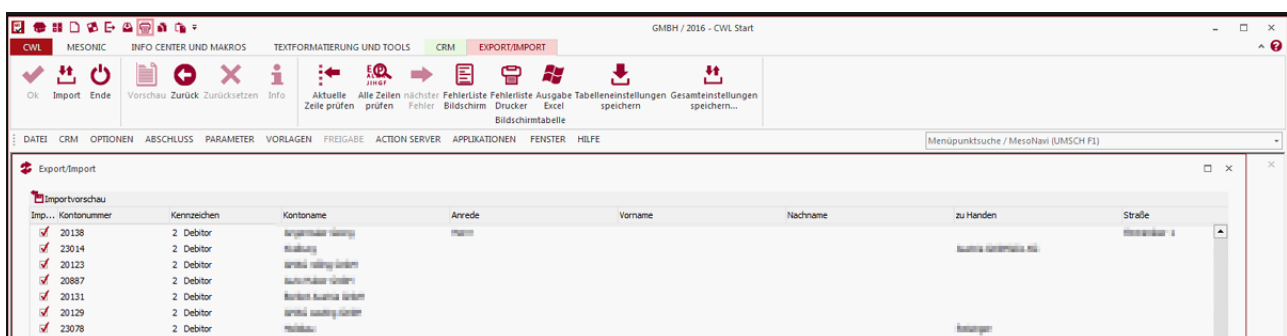 GMBH / 2016 - CWL Start
CWL MESONIC INFO CENTER UND MAKROS TEXTFORMATIERUNG UND TOOLS CRM EXPORT/IMPORT
Ok Import Ende Vorschau Zurück Zurücksetzen Info Aktuelle Zeile prüfen Alle Zeilen prüfen nächster Fehler FehlerListe Bildschirm Fehlerliste Drucker Ausgabe Excel Tabelleneinstellungen speichern Gesamteinstellungen speichern...
Bildschirmtabelle
DATEI CRM OPTIONEN ABSCHLUSS PARAMETER VORLAGEN FREIGABE ACTION SERVER APPLIKATIONEN FENSTER HILFE Menüpunktsuche / MesoNavi (UMSCH F1)
Export/Import
Importvorschau
Imp... Kontonummer Kennzeichen Kontoname Anrede Vorname Nachname zu Handen Straße
20138 2 Debitor
23014 2 Debitor
20123 2 Debitor
20887 2 Debitor
20131 2 Debitor
20129 2 Debitor
23078 2 Debitor